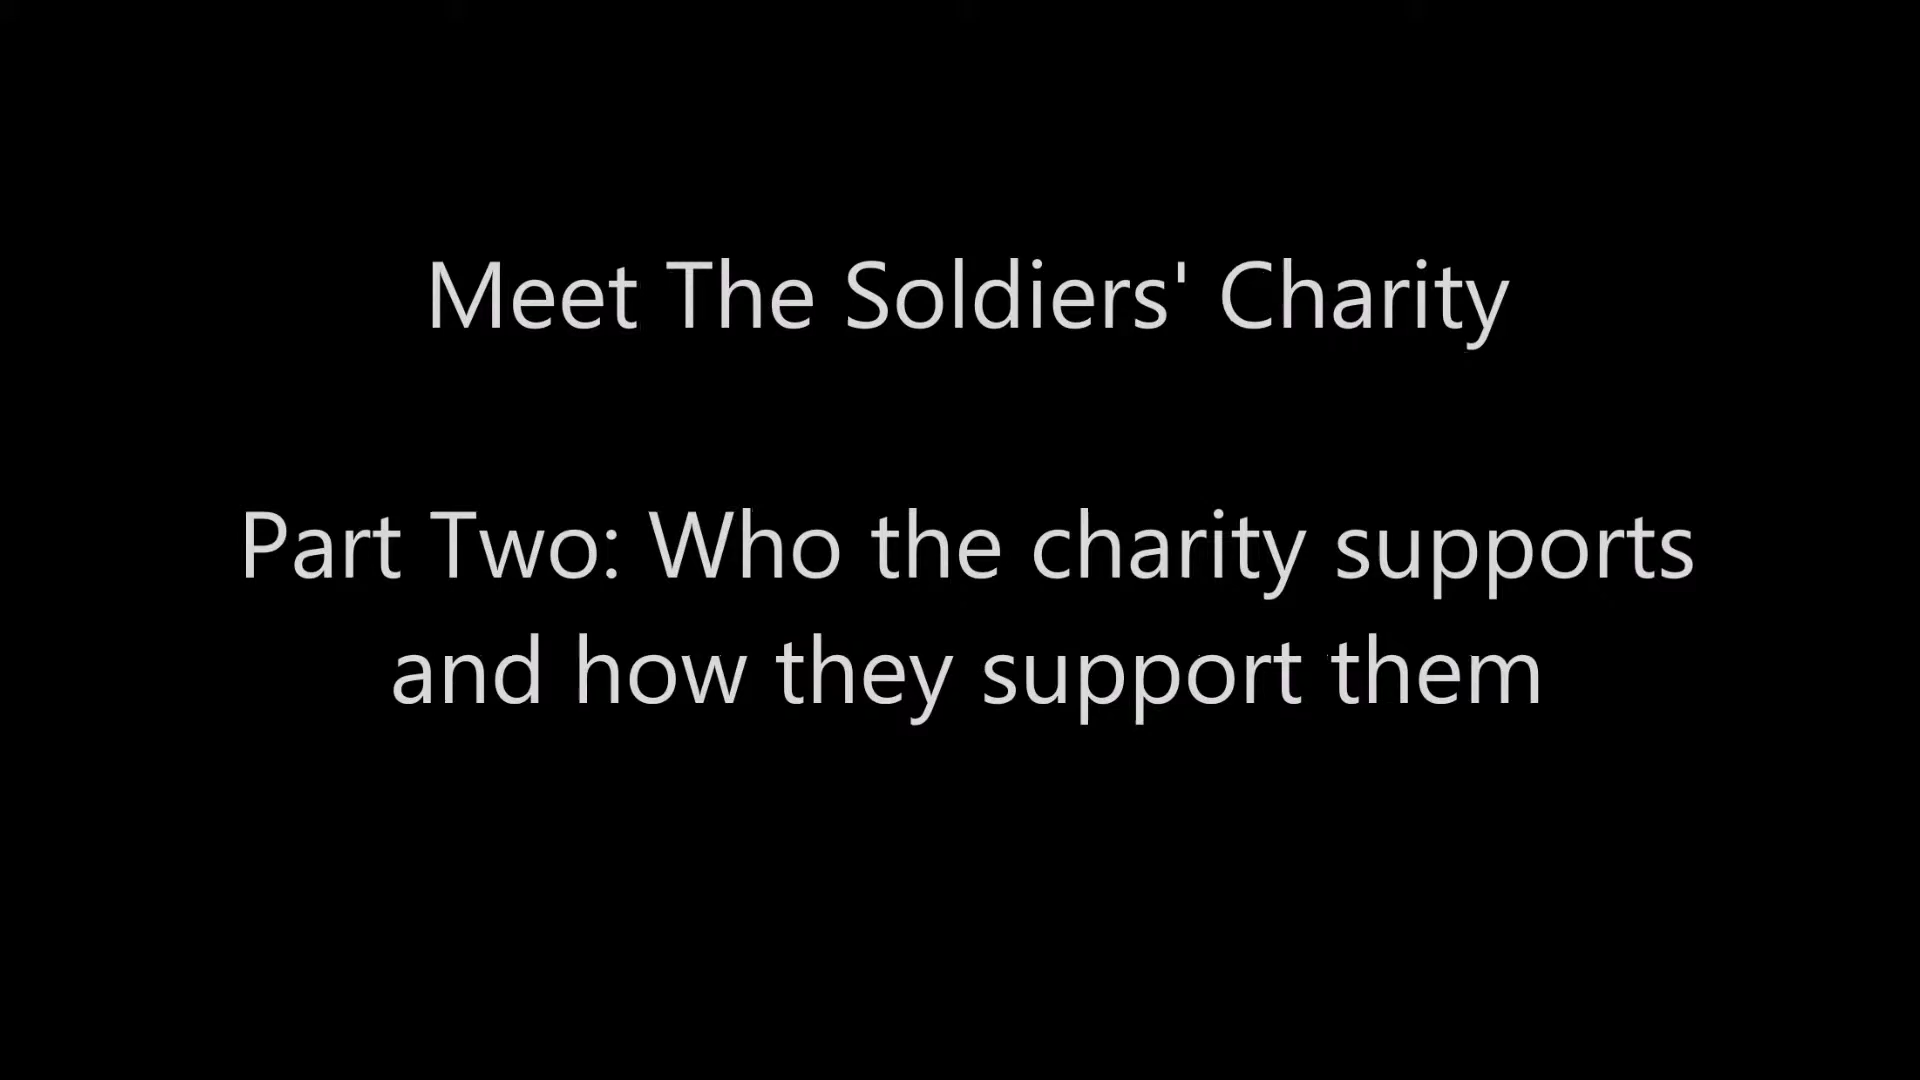 Meet The Soldiers' Charity
Part Two: Who the charity supports
and how they support them